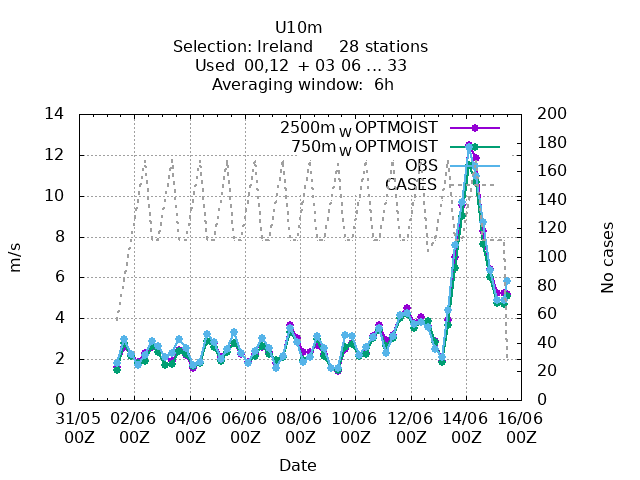 U10m
Selection: Ireland     28 stations
Used  00,12  + 03 06 ... 33
Averaging window:  6h
14
12
10
8
6
4
2
0
m/s
2500m W OPTMOIST
750m W OPTMOIST
OBS
CASES
200
180
160
140
120
100
80
60
40
20
0
No cases
31/05 02/06 04/06 06/06 08/06 10/06 12/06 14/06 16/06
00Z 00Z 00Z 00Z 00Z 00Z 00Z 00Z 00Z
Date